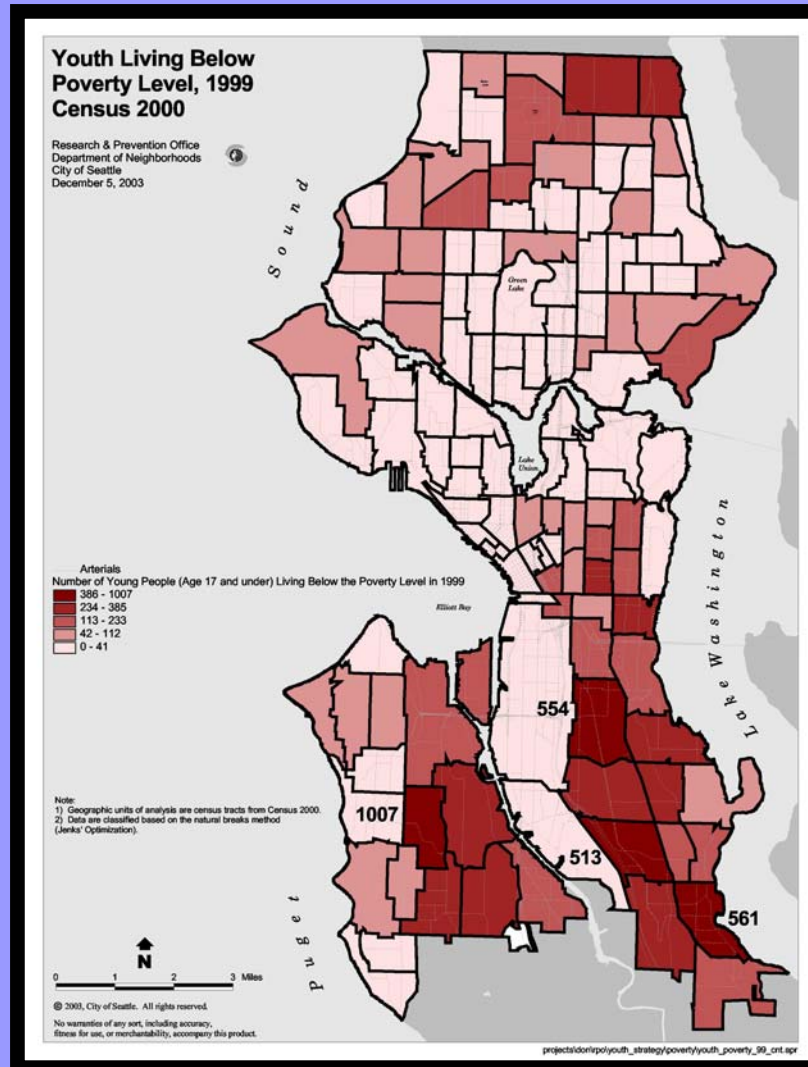 Youth Living Below
Poverty Level, 1999
Census 2000
Research & Prevention Office
Department of Neighborhoods
City of Seattle
December 5, 2003
Sound
Green
Lake
Lake
Union
Lake Washington
Arterials
Number of Young People (Age 17 and under) Living Below the Poverty Level in 1999
386 - 1007
234 - 385
113 - 233
42 - 112
0 - 41
Elliott Bay
554
1007
513
561
Note:
1) Geographic units of analysis are census tracts from Census 2000.
2) Data are classified based on the natural breaks method
(Jenks' Optimization).
Puget
N
0 1 2 3 Miles
© 2003, City of Seattle. All rights reserved.
No warranties of any sort, including accuracy,
fitness for use, or merchantability, accompany this product.
projects\don\rpo\youth_strategy\poverty\youth_poverty_99_cnt.apr